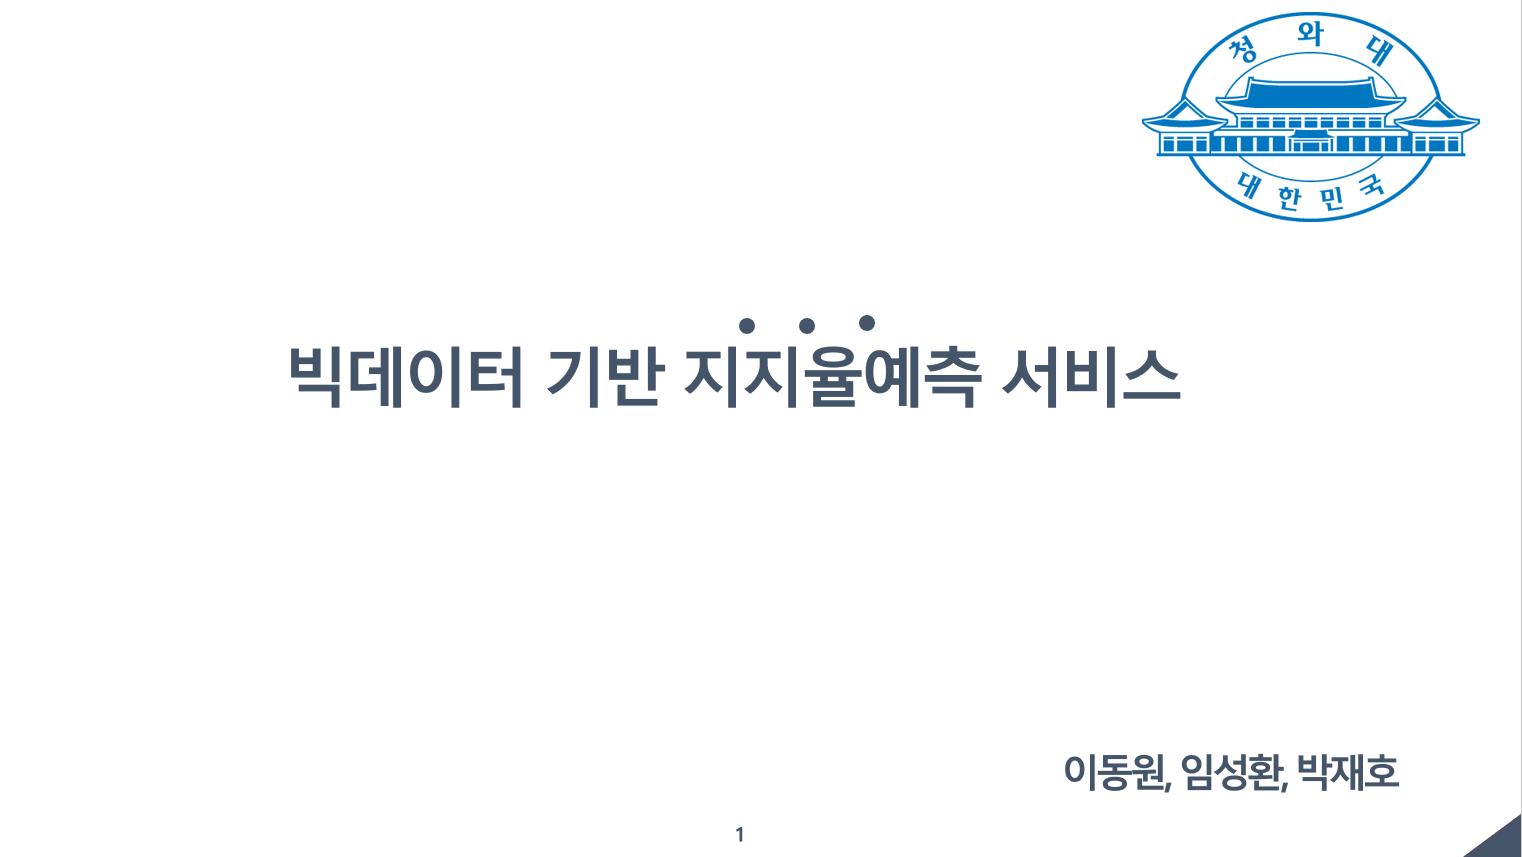 청와대
대한민국
빅데이터 기반 지지율예측 서비스
이동원, 임성환, 박재호
1